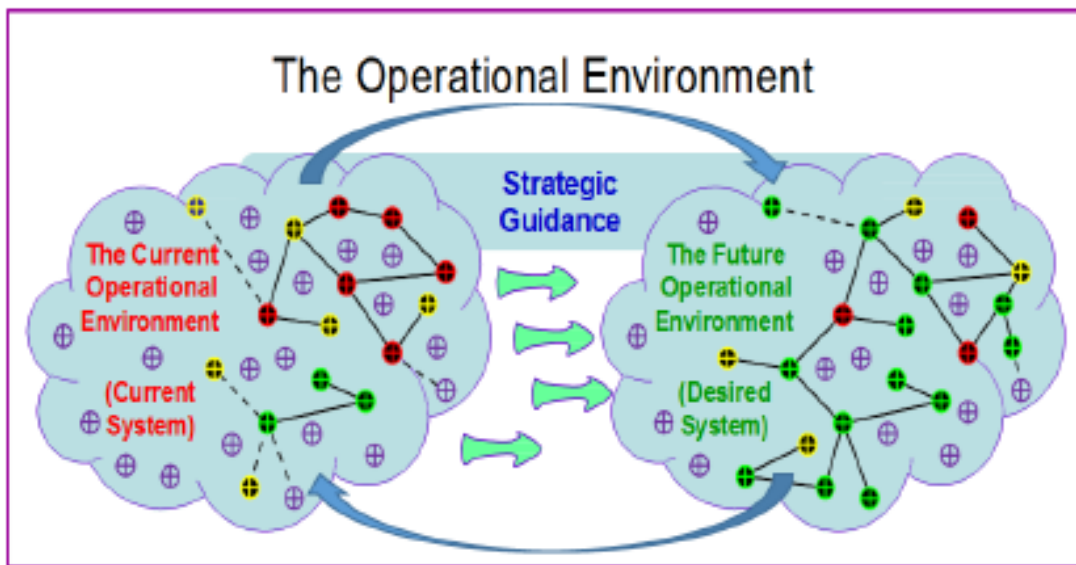 The Operational Environment
Strategic
Guidance
The Current
Operational
Environment
(Current
System)
The Future
Operational
Environment
(Desired
System)